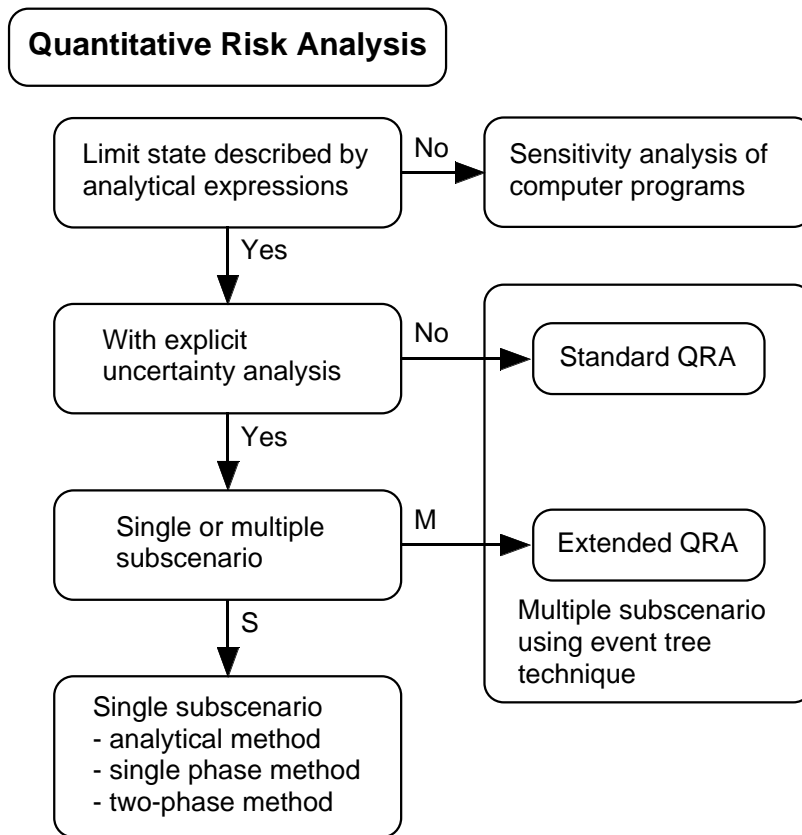 Quantitative Risk Analysis
Limit state described by
analytical expressions
No
Sensitivity analysis of
computer programs
Yes
With explicit
uncertainty analysis
No
Standard QRA
Yes
Single or multiple
subscenario
M
Extended QRA
Multiple subscenario
using event tree
technique
S
Single subscenario
- analytical method
- single phase method
- two-phase method